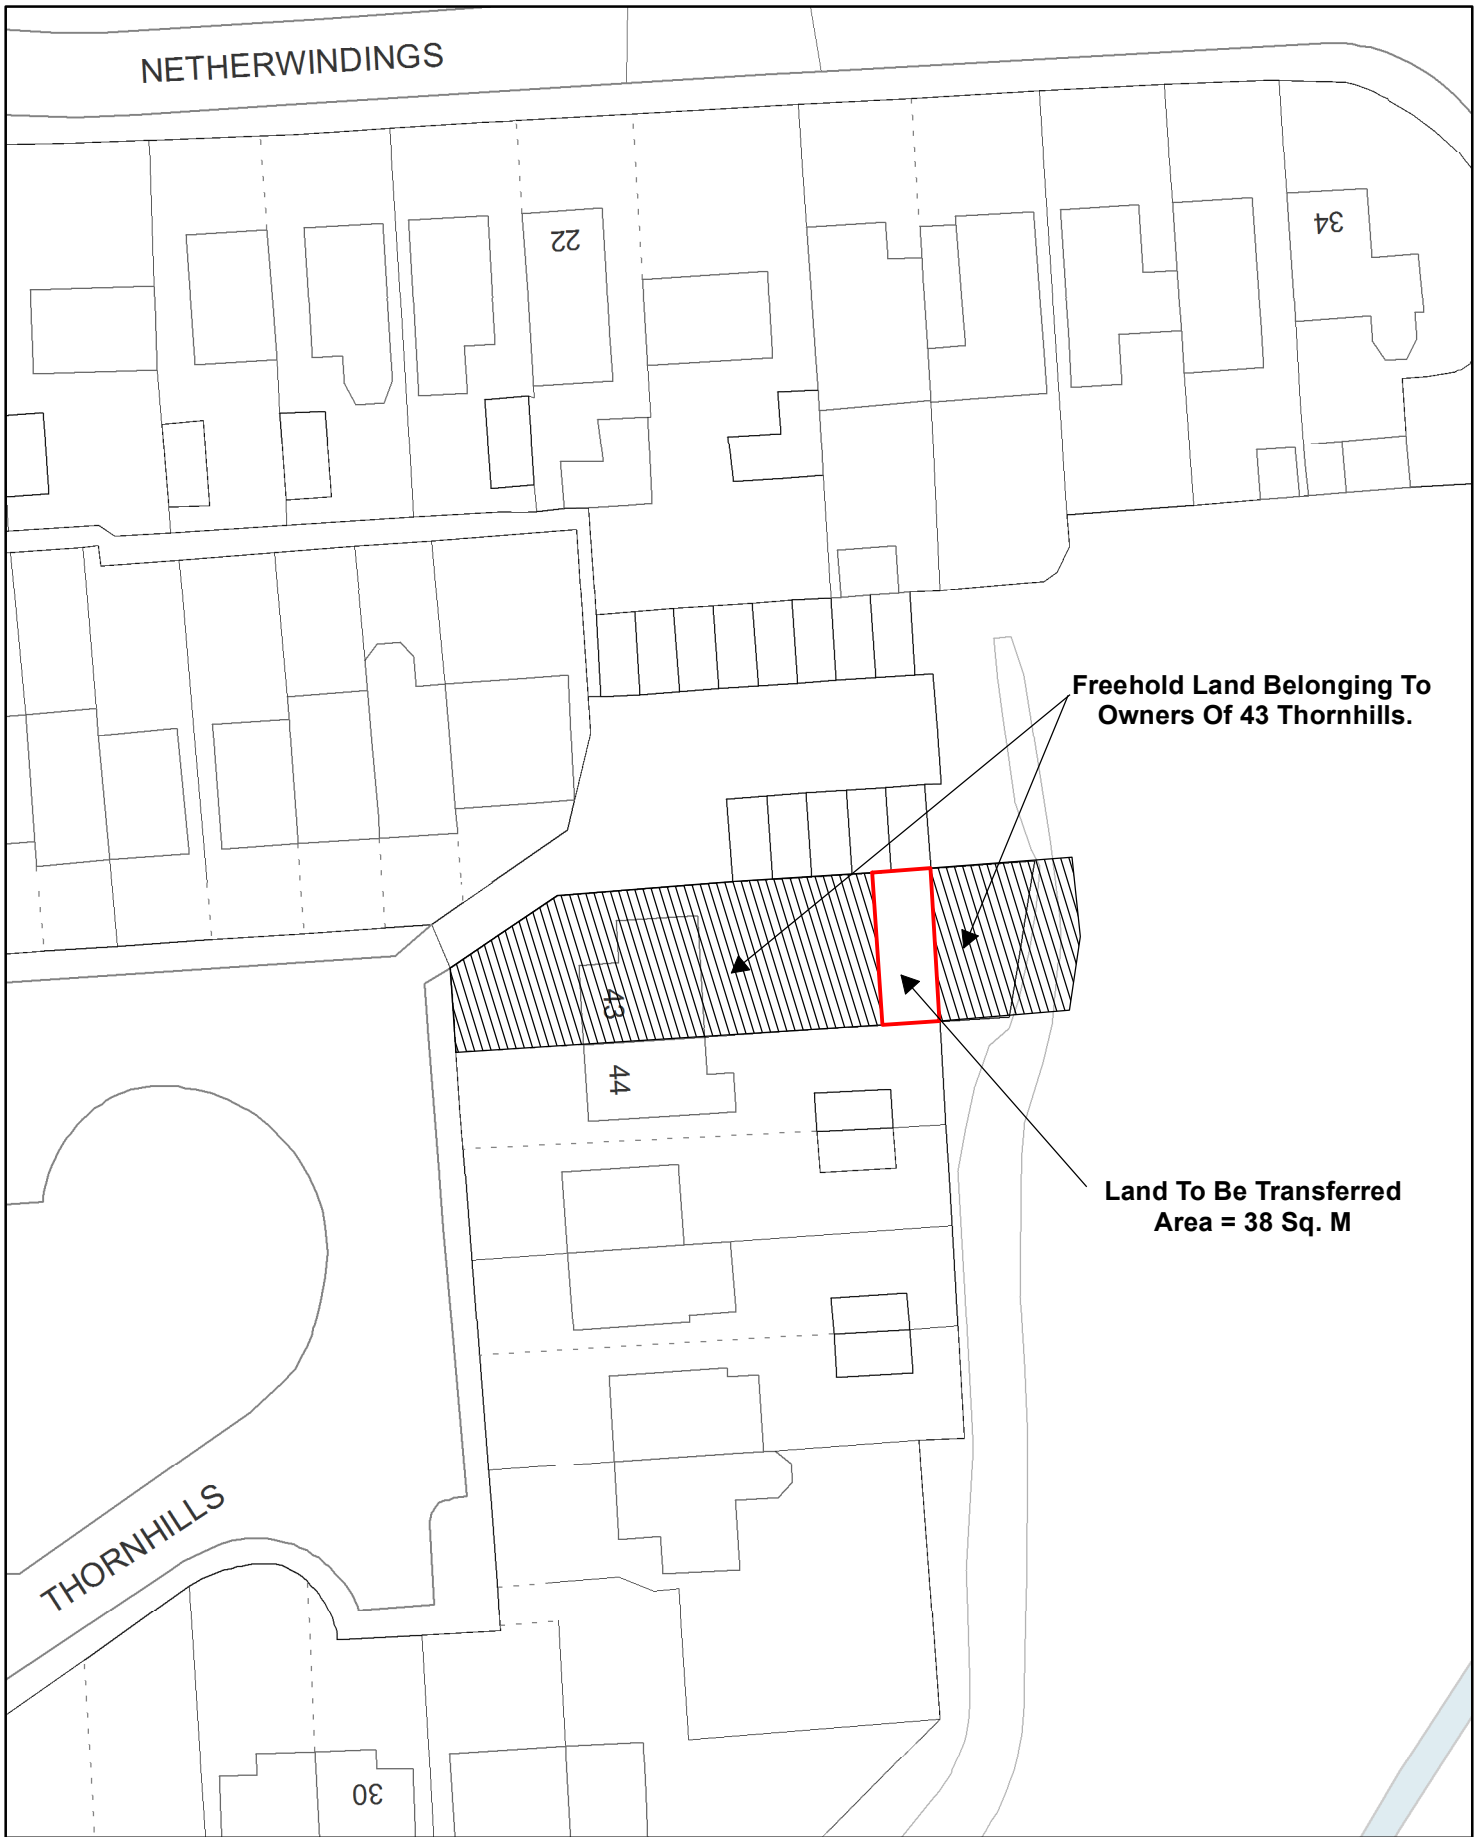 NETHERWINDINGS
22
34
Freehold Land Belonging To
Owners Of 43 Thornhills.
43
44
Land To Be Transferred
Area = 38 Sq. M
THORNHILLS
30